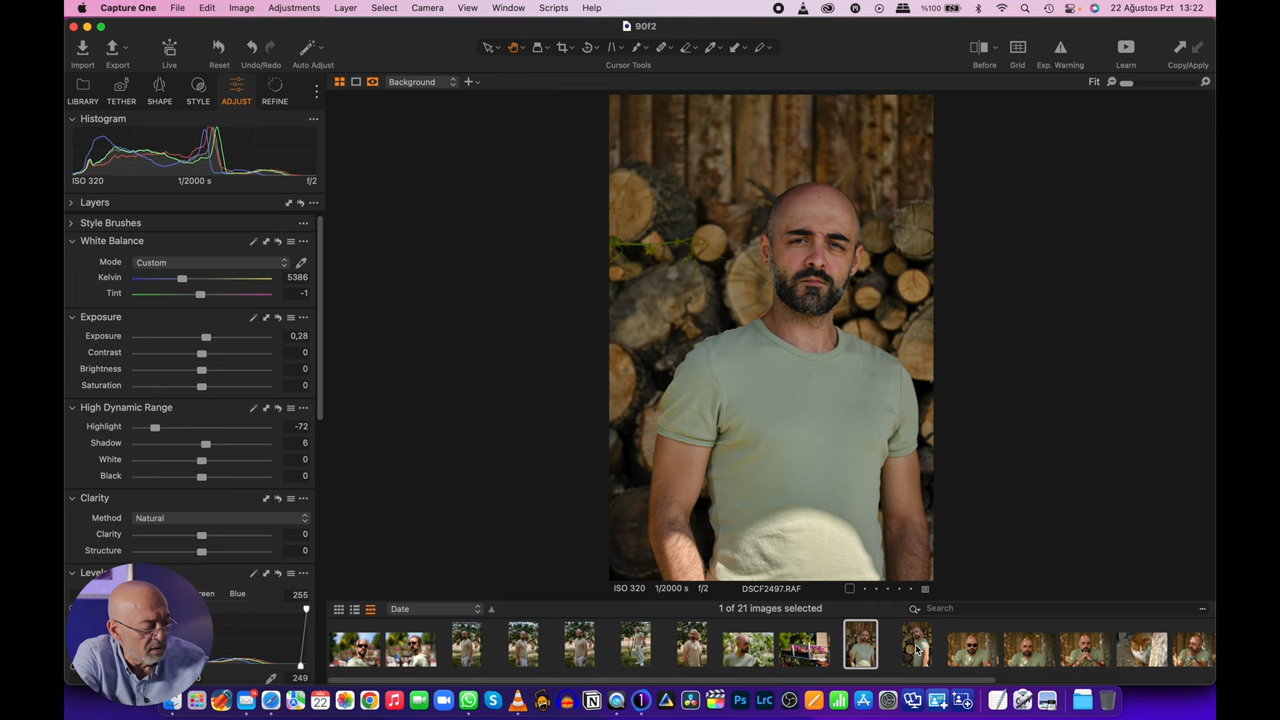 Capture One File Edit Image Adjustments Layer Select Camera View Window Scripts Help %100 22 Ağustos Pzt 13:22
90f2
Import Export Live Reset Undo/Redo Auto Adjust Cursor Tools Before Grid Exp. Warning Learn Copy/Apply
Background Fit
LIBRARY TETHER SHAPE STYLE ADJUST REFINE
Histogram
ISO 320 1/2000 s f/2
Layers
Style Brushes
White Balance
Mode Custom
Kelvin 5386
Tint -1
Exposure
Exposure 0,28
Contrast 0
Brightness 0
Saturation 0
High Dynamic Range
Highlight -72
Shadow 6
White 0
Black 0
Clarity
Method Natural
Clarity 0
Structure 0
Levels
Blue 255
249
ISO 320 1/2000 s f/2 DSCF2497.RAF
Date 1 of 21 images selected Search
22 Ps LrC